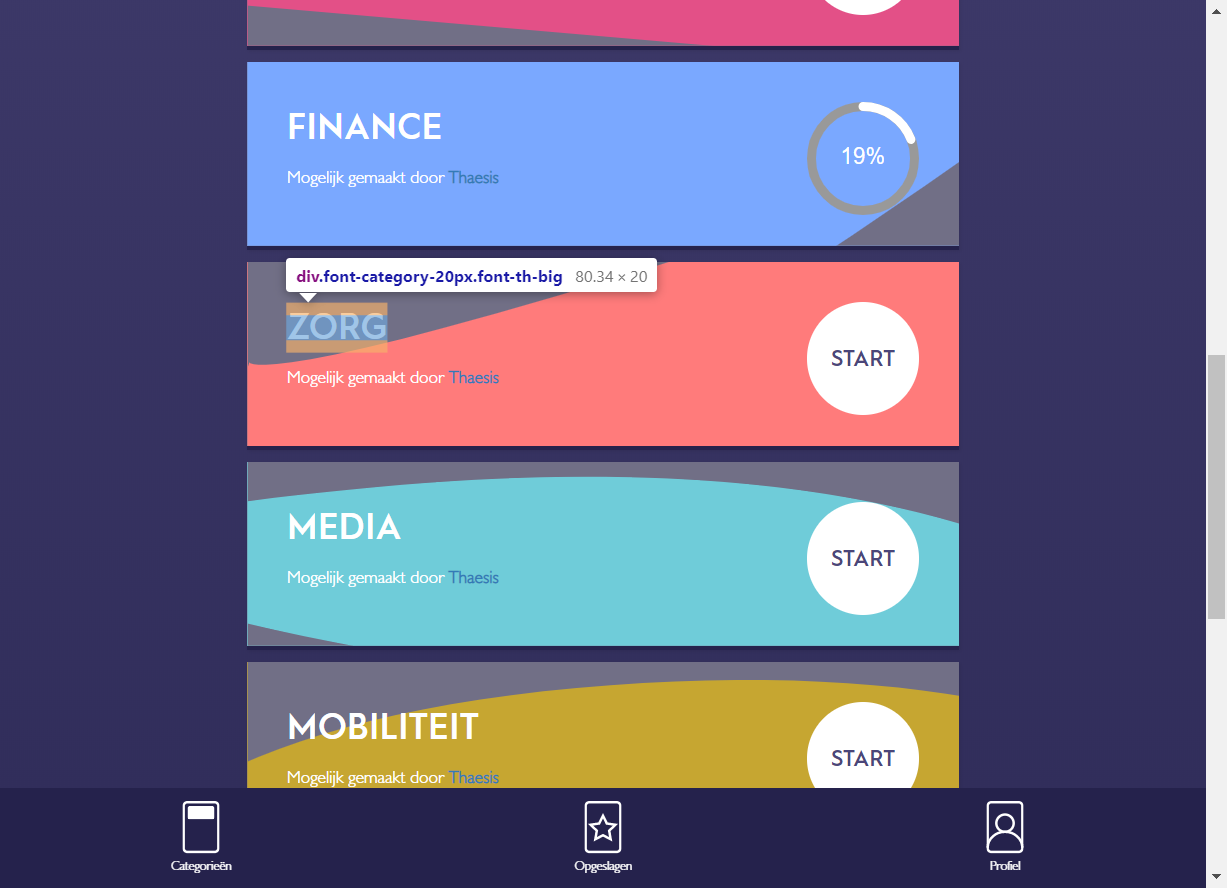 FINANCE
Mogelijk gemaakt door Thaesis
19%
div.font-category-20px.font-th-big 80.34 × 20
ZORG
Mogelijk gemaakt door Thaesis
START
MEDIA
Mogelijk gemaakt door Thaesis
START
MOBILITEIT
Mogelijk gemaakt door Thaesis
START
Categorieën
Opgeslagen
Profiel